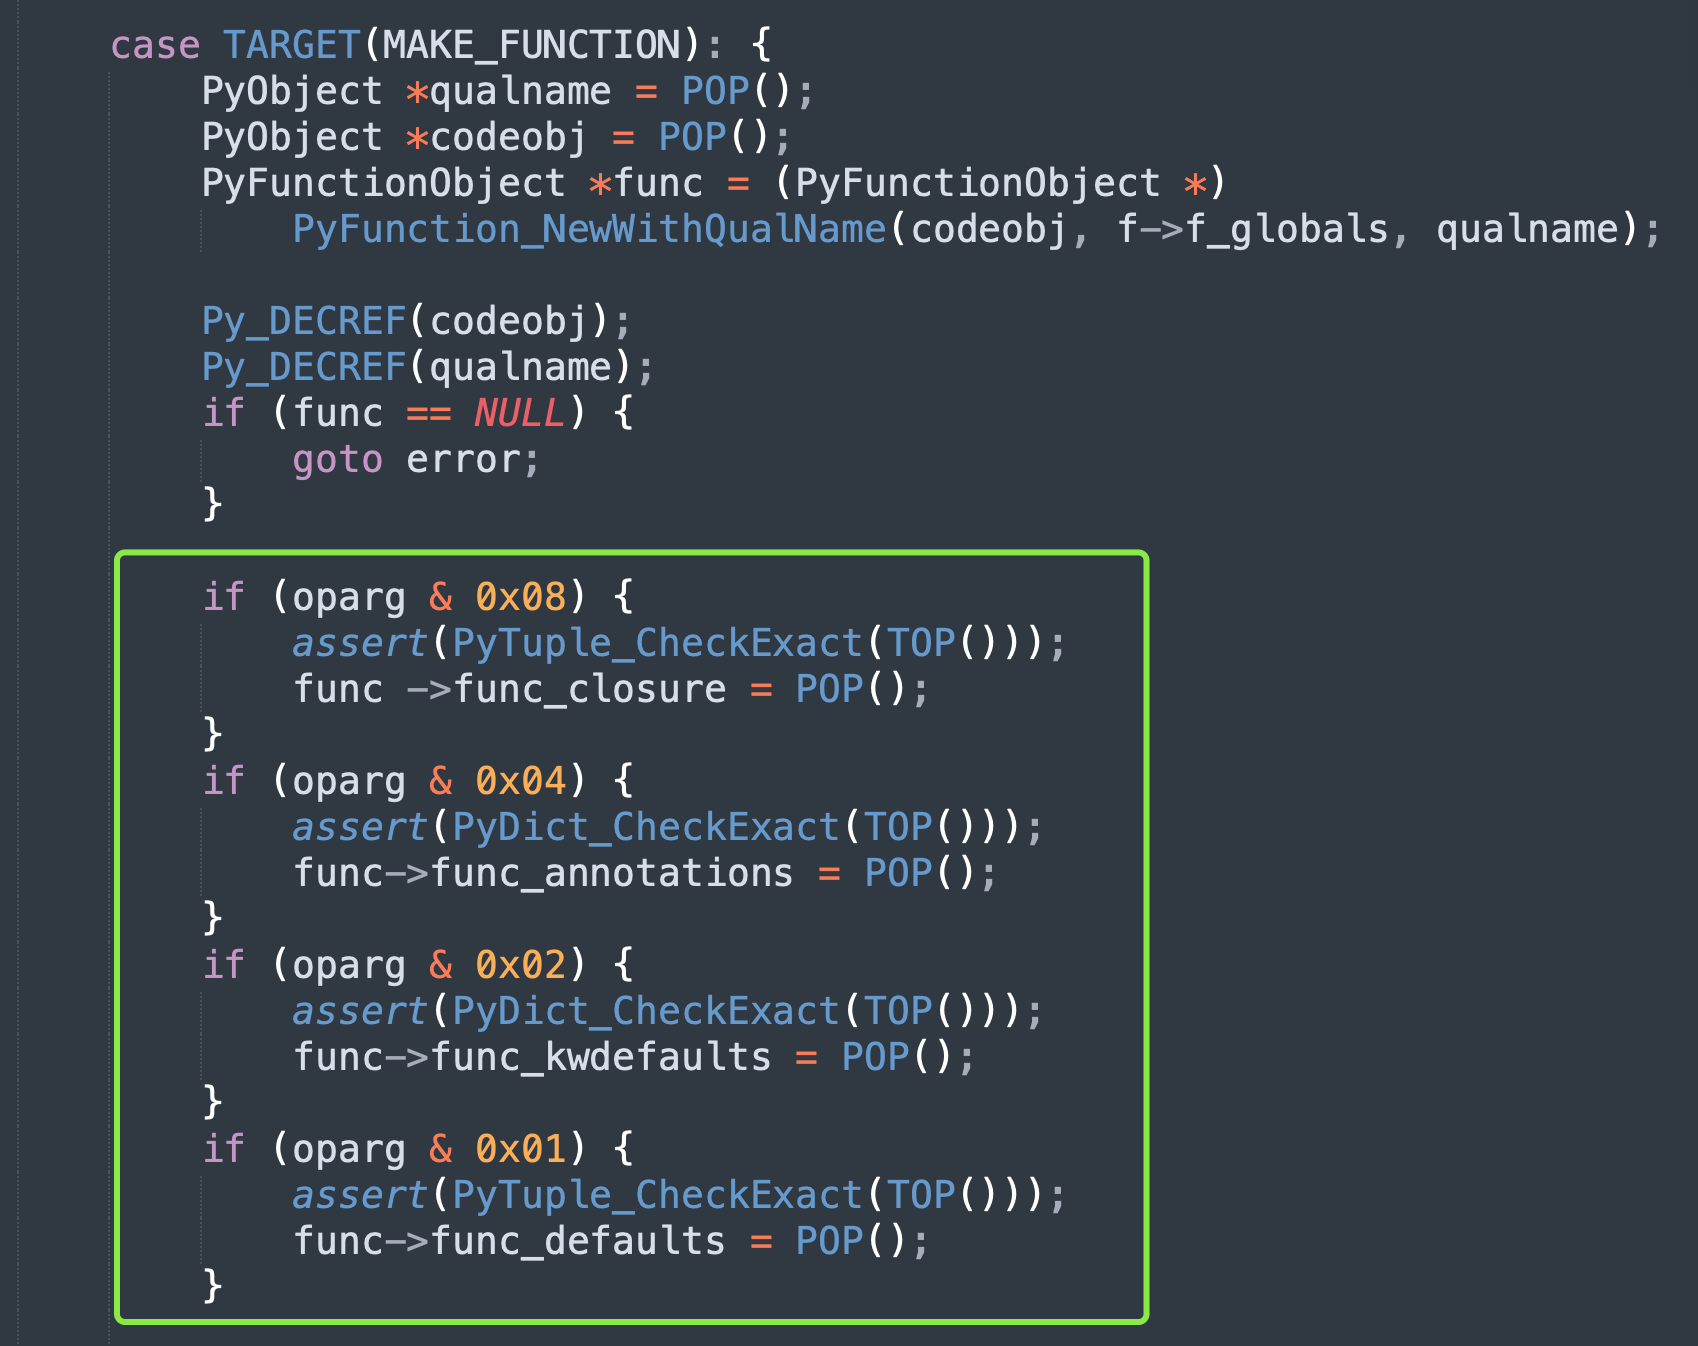 case TARGET(MAKE_FUNCTION): {
PyObject *qualname = POP();
PyObject *codeobj = POP();
PyFunctionObject *func = (PyFunctionObject *)
PyFunction_NewWithQualName(codeobj, f->f_globals, qualname);
Py_DECREF(codeobj);
Py_DECREF(qualname);
if (func == NULL) {
goto error;
}
if (oparg & 0x08) {
assert(PyTuple_CheckExact(TOP()));
func ->func_closure = POP();
}
if (oparg & 0x04) {
assert(PyDict_CheckExact(TOP()));
func->func_annotations = POP();
}
if (oparg & 0x02) {
assert(PyDict_CheckExact(TOP()));
func->func_kwdefaults = POP();
}
if (oparg & 0x01) {
assert(PyTuple_CheckExact(TOP()));
func->func_defaults = POP();
}